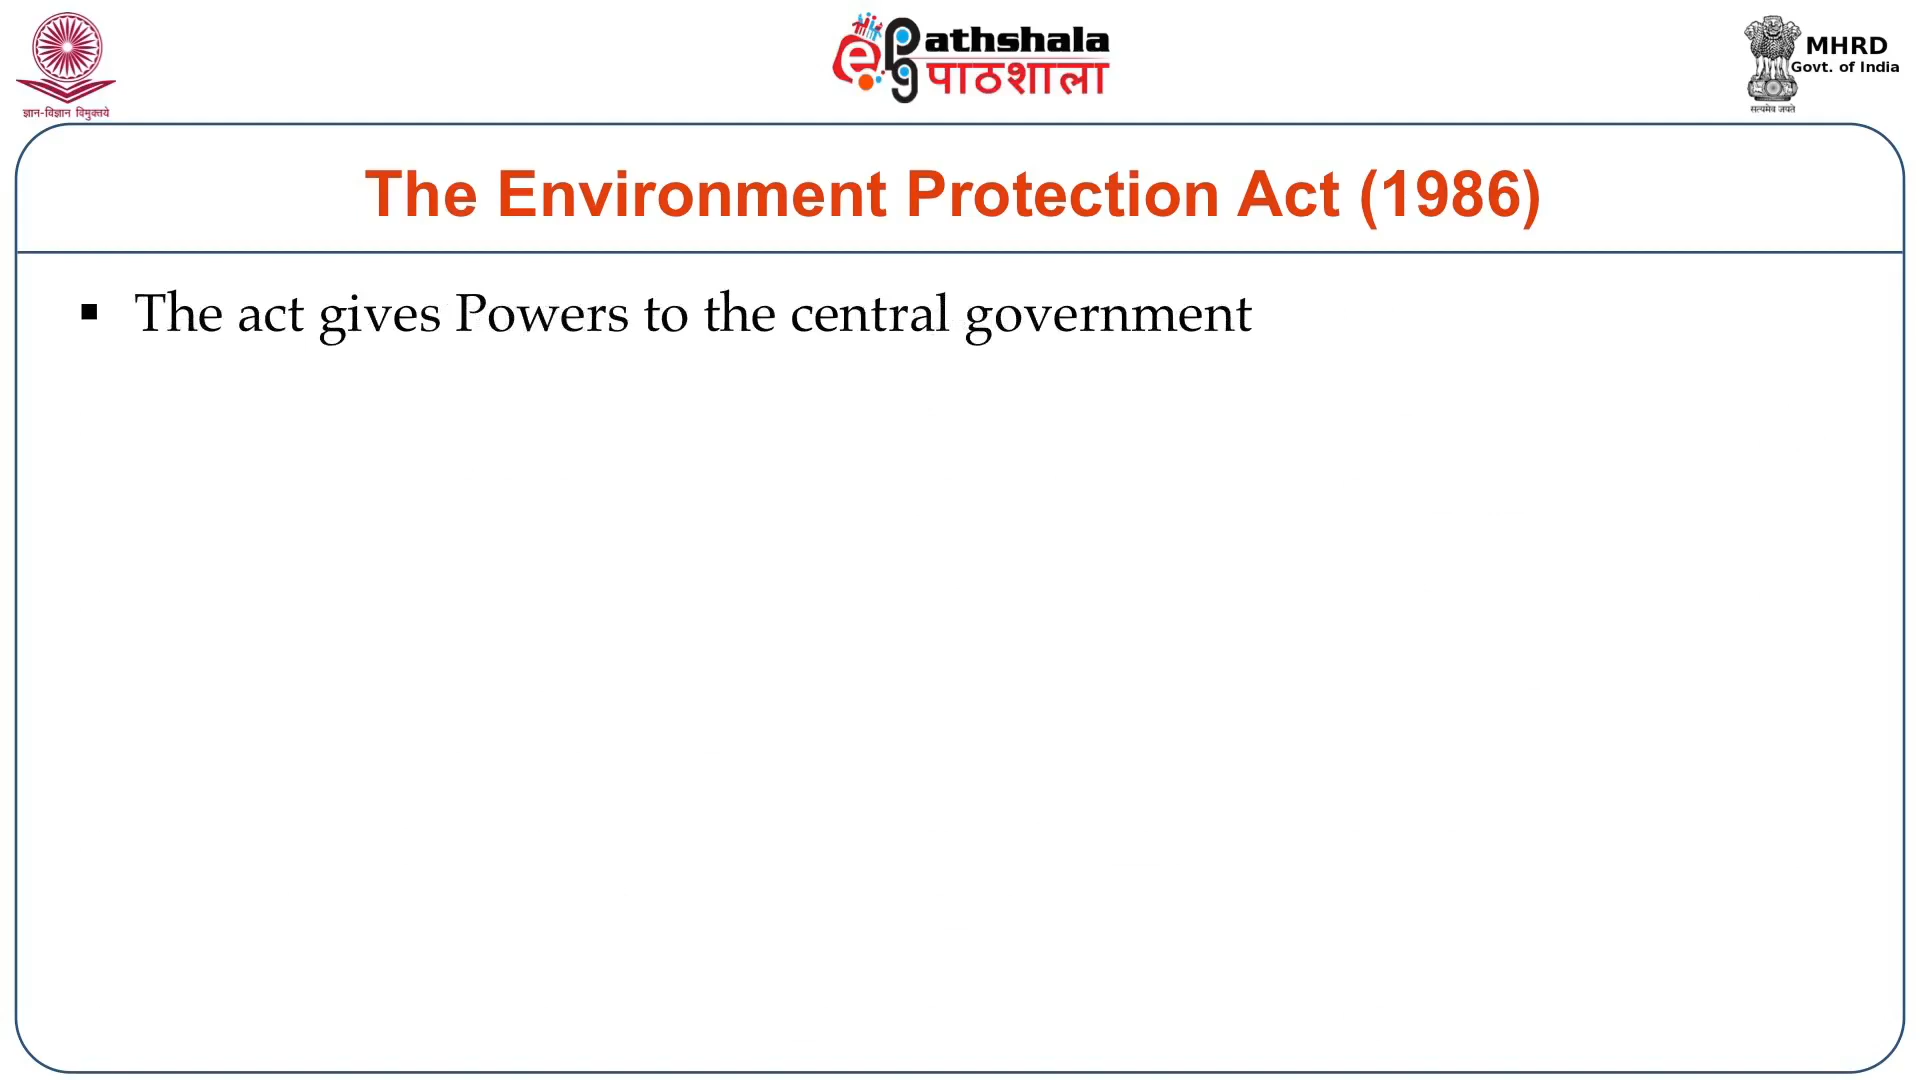 ज्ञान-विज्ञान विमुक्तये
e
pg
athshala
पाठशाला
MHRD
Govt. of India
सत्यमेव जयते
The Environment Protection Act (1986)
▪ The act gives Powers to the central government